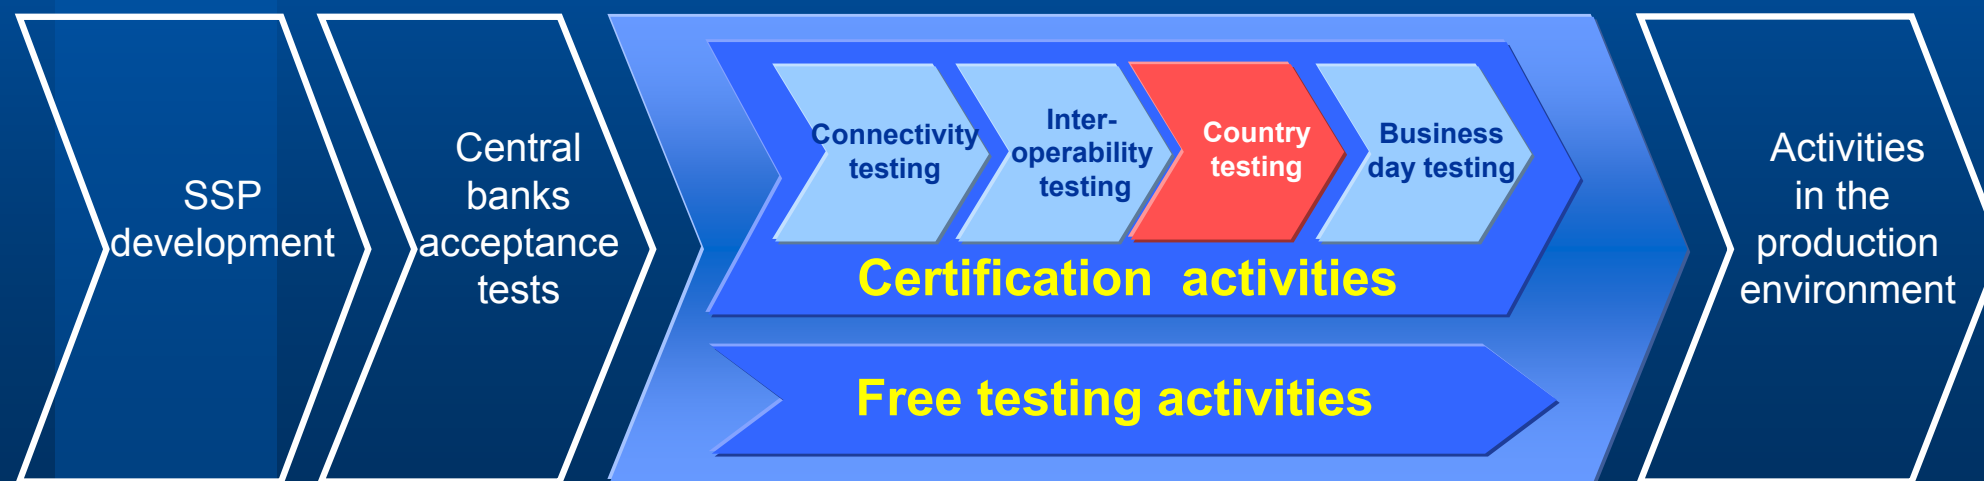 SSP
development
Central
banks
acceptance
tests
Connectivity
testing
Inter-
operability
testing
Country
testing
Business
day testing
Certification activities
Free testing activities
Activities
in the
production
environment